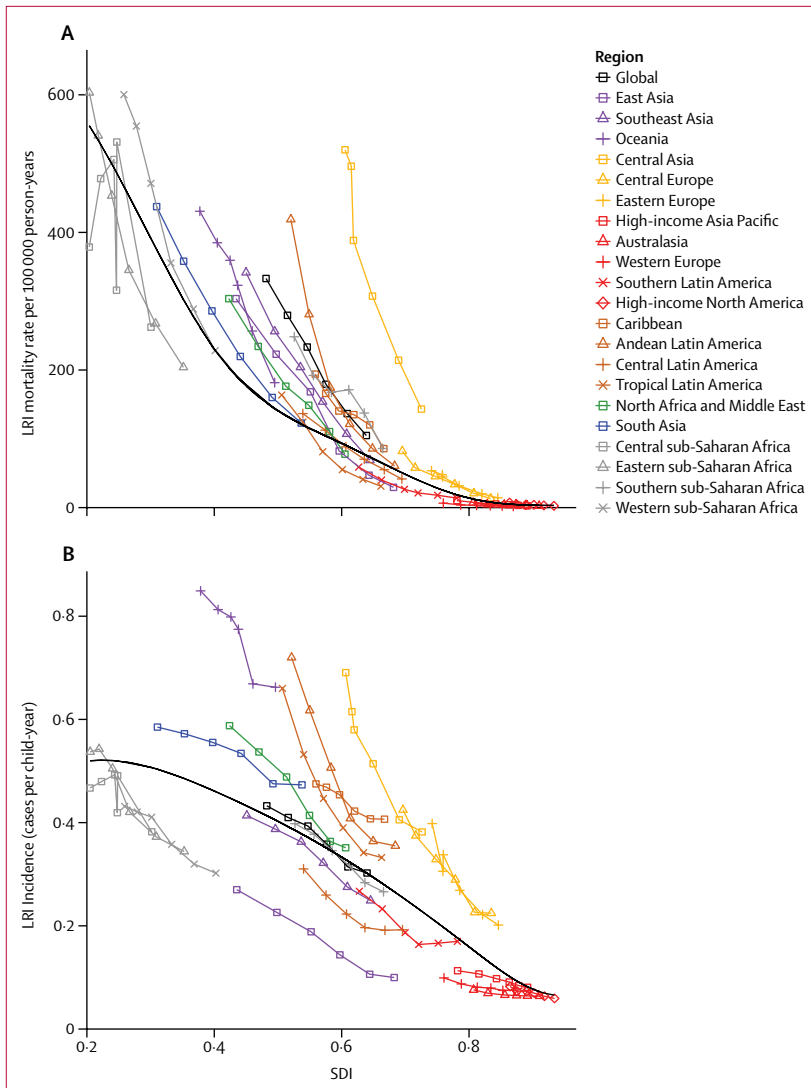 A
LRI mortality rate per 100 000 person-years
600
400
200
0
Region
Global
East Asia
Southeast Asia
Oceania
Central Asia
Central Europe
Eastern Europe
High-income Asia Pacific
Australasia
Western Europe
Southern Latin America
High-income North America
Caribbean
Andean Latin America
Central Latin America
Tropical Latin America
North Africa and Middle East
South Asia
Central sub-Saharan Africa
Eastern sub-Saharan Africa
Southern sub-Saharan Africa
Western sub-Saharan Africa
B
LRI Incidence (cases per child-year)
0·8
0·6
0·4
0·2
0
0·2
0·4
0·6
0·8
SDI